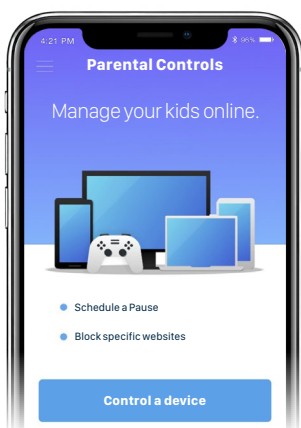 4:21 PM
96%
Parental Controls
Manage your kids online.
Schedule a Pause
Block specific websites
Control a device